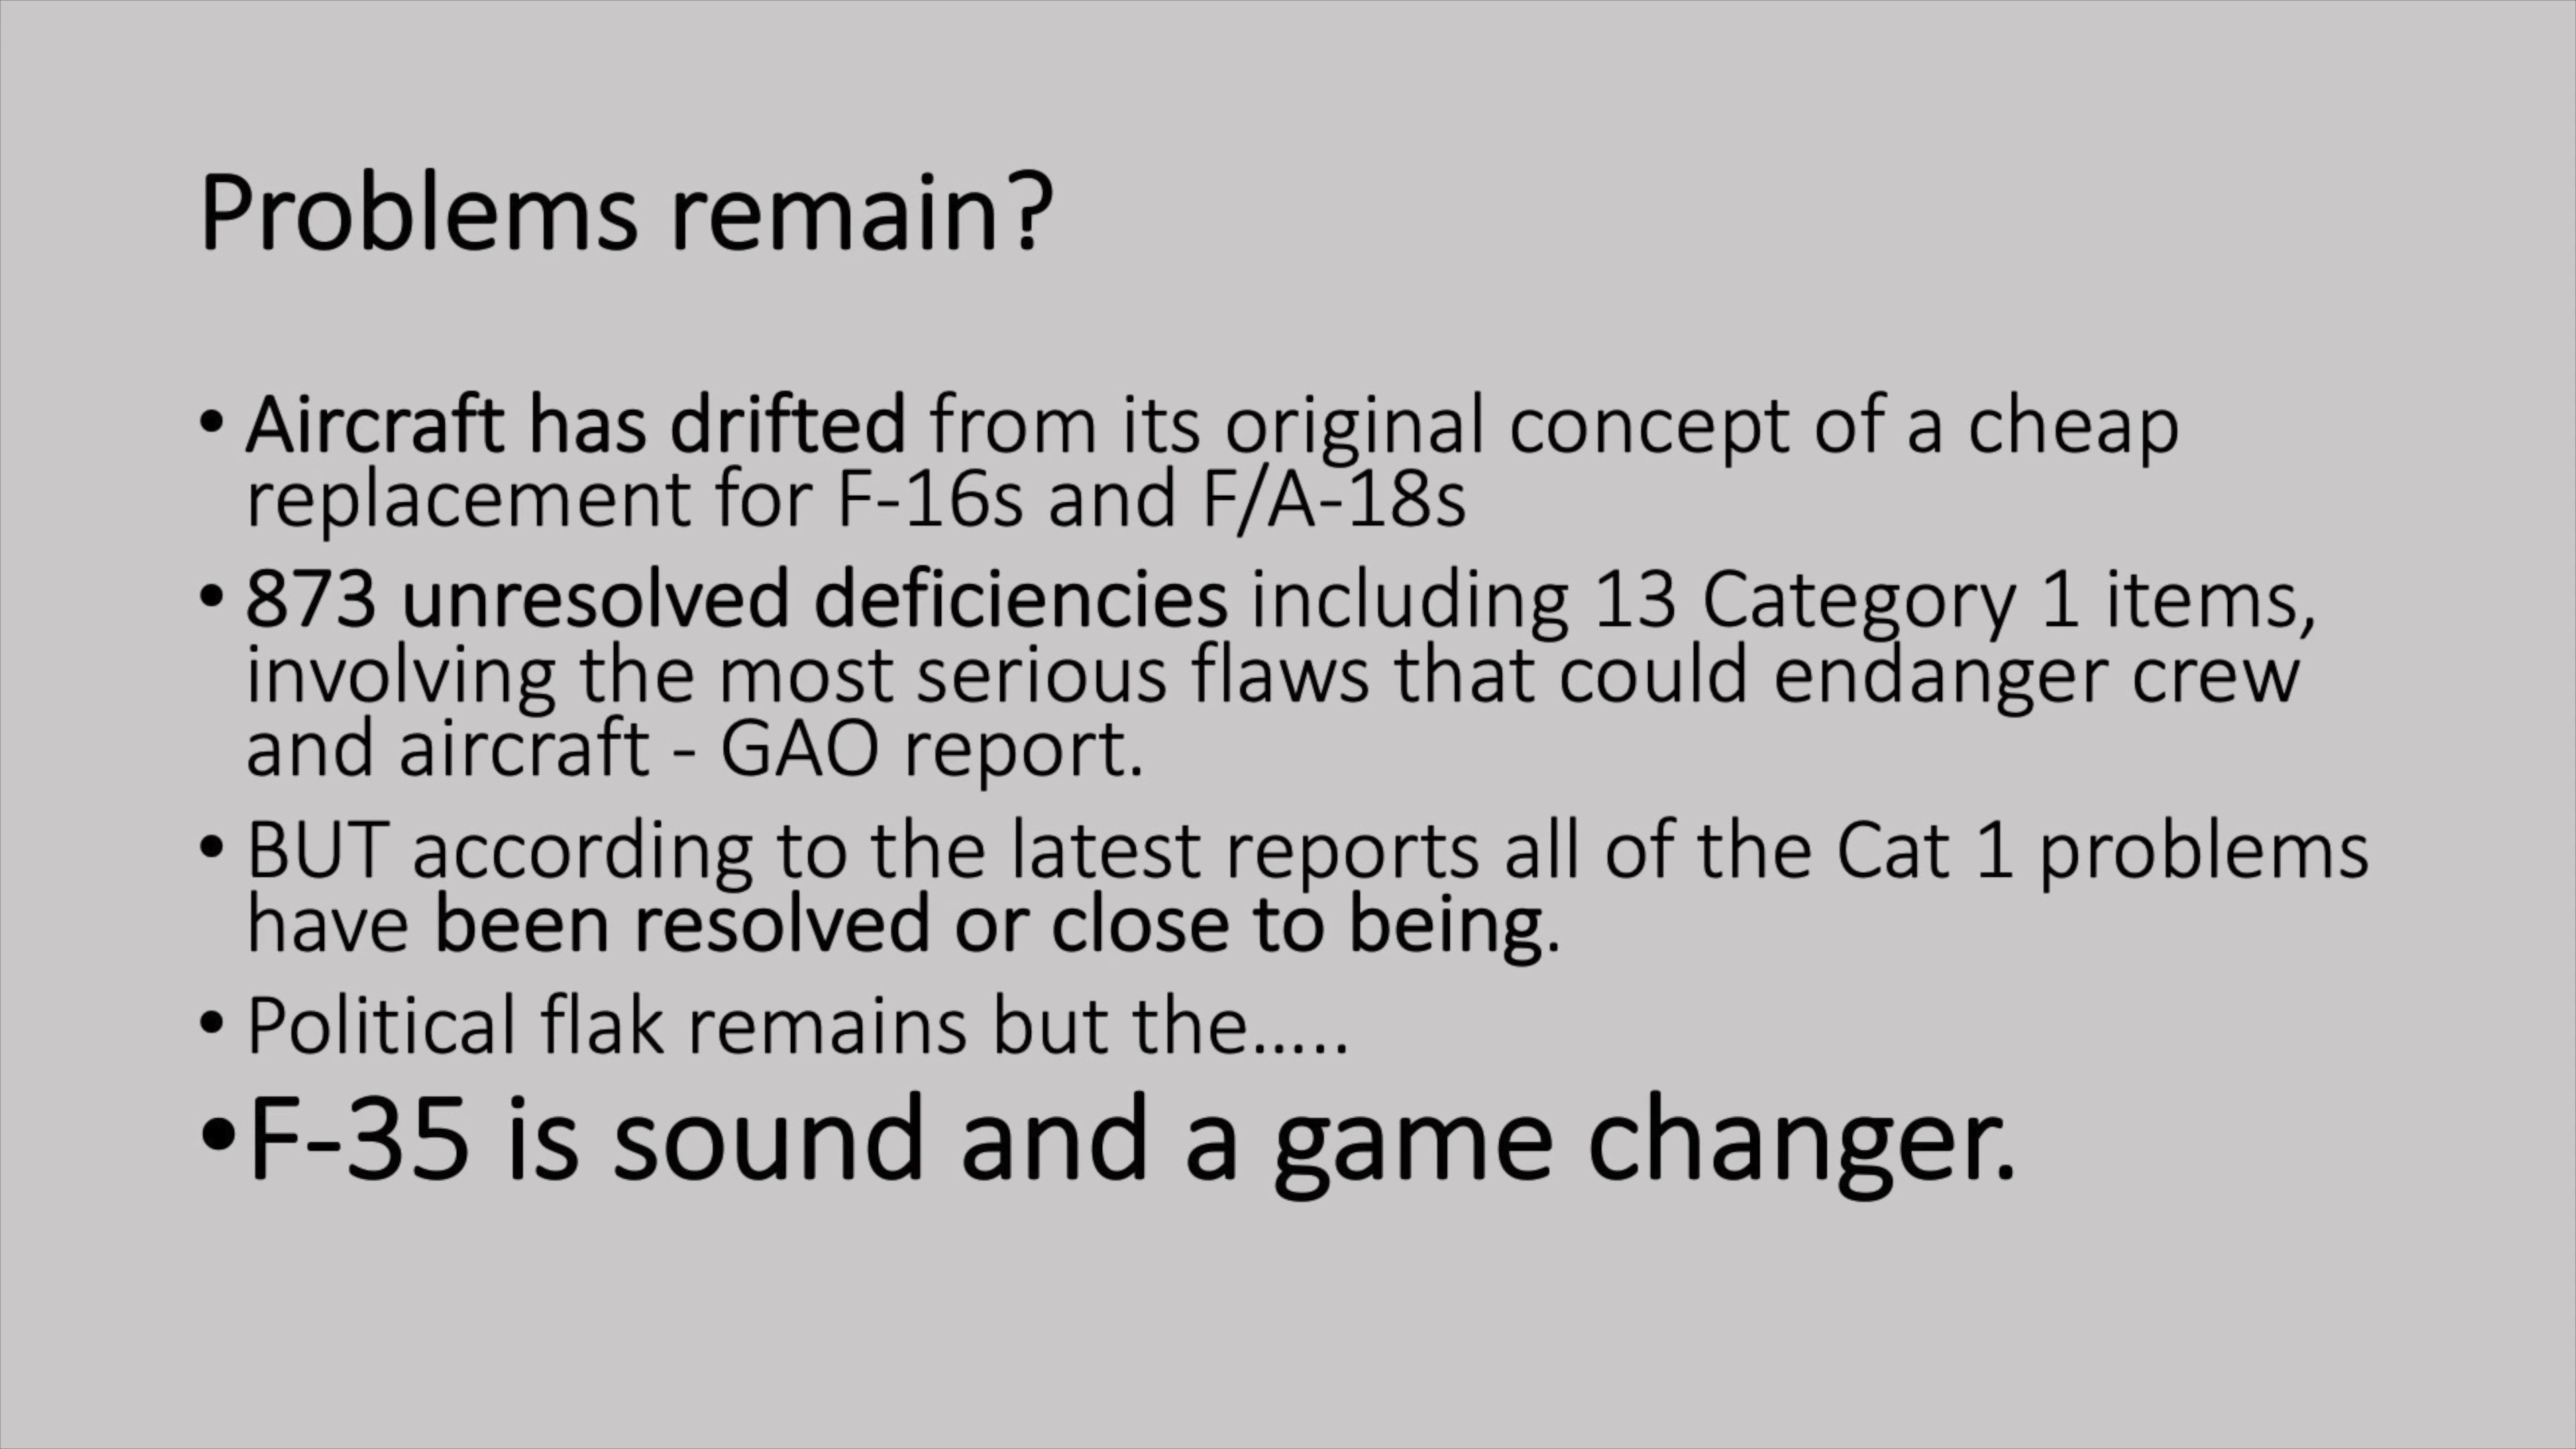 Problems remain?
• Aircraft has drifted from its original concept of a cheap
replacement for F-16s and F/A-18s
• 873 unresolved deficiencies including 13 Category 1 items,
involving the most serious flaws that could endanger crew
and aircraft - GAO report.
• BUT according to the latest reports all of the Cat 1 problems
have been resolved or close to being.
• Political flak remains but the.....
•F-35 is sound and a game changer.